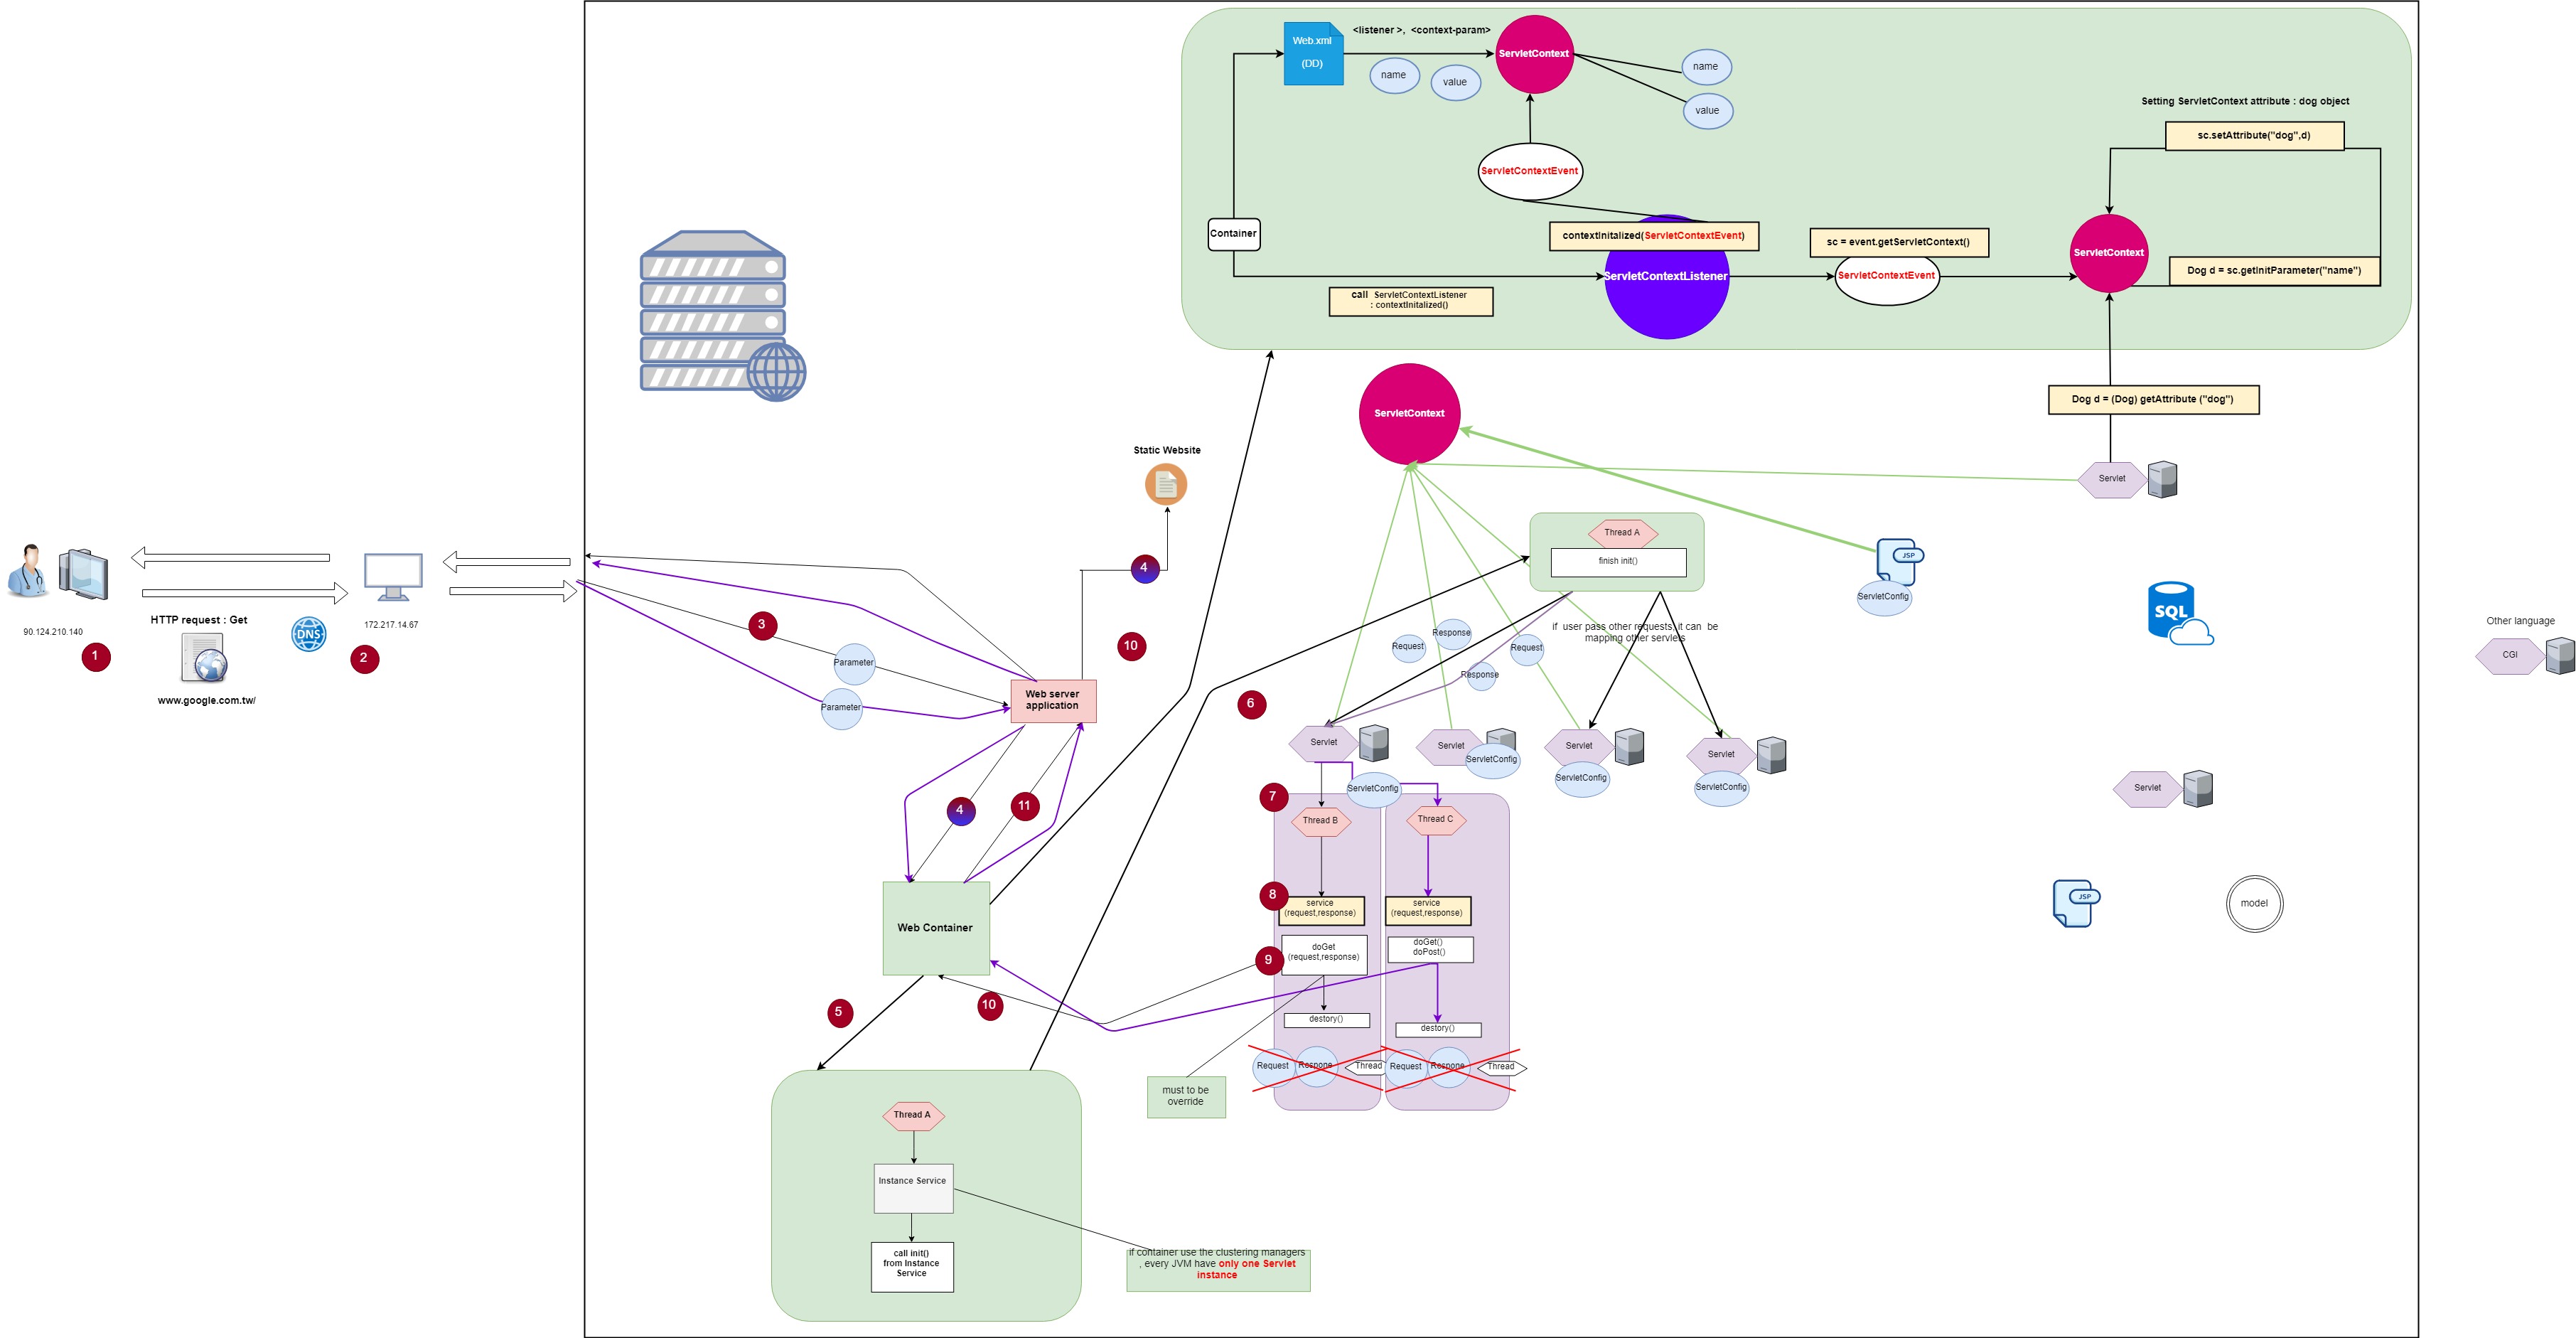 Web.xml
(DD)
<listener >,  <context-param>
name
value
ServletContext
name
value
ServletContextEvent
Container
contextInitalized(ServletContextEvent)
ServletContextListener
call  ServletContextListener
: contextInitalized()
sc = event.getServletContext()
ServletContextEvent
Setting ServletContext attribute : dog object
sc.setAttribute("dog",d)
ServletContext
Dog d = sc.getInitParameter("name")
Dog d = (Dog) getAttribute ("dog")
Servlet
ServletContext
Static Website
4
Thread A
finish init()
JSP
ServletConfig
SQL
Other language
CGI
90.124.210.140
1
HTTP request : Get
www.google.com.tw/
DNS
172.217.14.67
2
3
Parameter
Parameter
10
Web server
application
if  user pass other requests, it can  be
mapping other servlets
Request
Response
Request
Response
6
Servlet
Servlet
ServletConfig
Servlet
ServletConfig
Servlet
ServletConfig
Servlet
4
11
7
ServletConfig
Thread B
Thread C
Web Container
8
service
(request,response)
service
(request,response)
9
doGet
(request,response)
doGet()
doPost()
JSP
model
5
10
destory()
destory()
Request
Respone
Thread
Request
Respone
Thread
must to be
override
Thread A
Instance Service
call init()
from Instance
Service
if container use the clustering managers
, every JVM have only one Servlet
instance